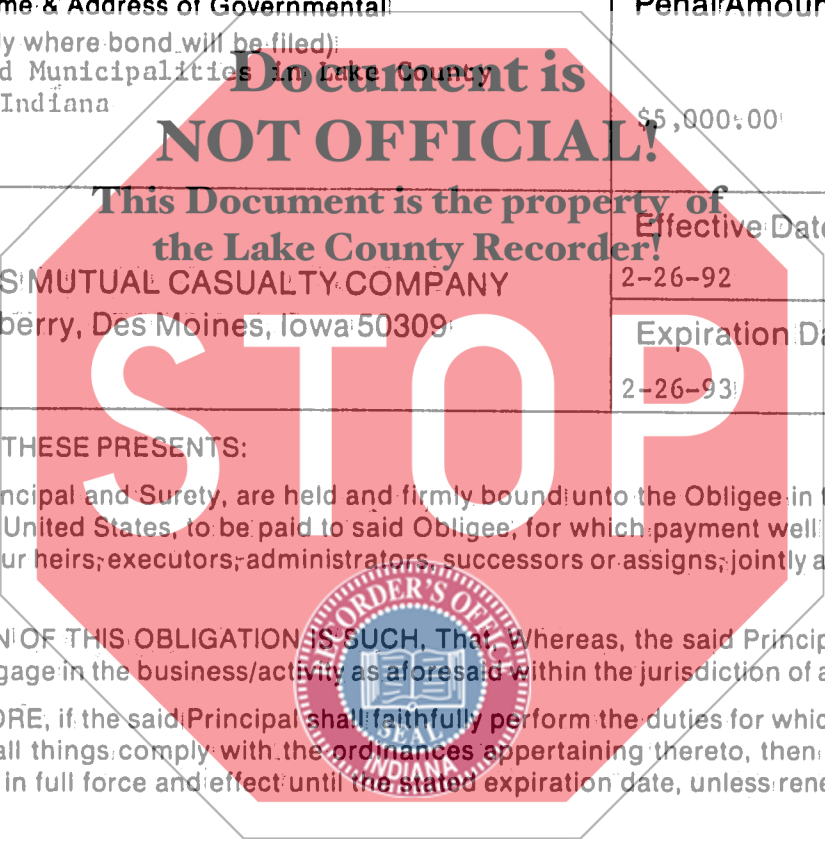 me & Address of Governmental
Penal Amoun
y where bond will be filed)
Document is
d Municipalities in Lake County
Indiana
$5,000.00
NOT OFFICIAL!
This Document is the property of
Effective Date
the Lake County Recorder!
S MUTUAL CASUALTY COMPANY
2-26-92
berry, Des Moines, Iowa 50309
Expiration Da
2-26-93
STOP
THESE PRESENTS:
ncipal and Surety, are held and firmly bound unto the Obligee in
United States, to be paid to said Obligee, for which payment well
ur heirs, executors, administrators, successors or assigns, jointly a
RECORDER'S OFFICE
N OF THIS OBLIGATION IS SUCH, That, Whereas, the said Princip
gage in the business/activity as aforesaid within the jurisdiction of a
ORE, if the said Principal shall faithfully perform the duties for whic
SEAL
all things comply with the ordinances appertaining thereto, then
INDIANA
in full force and effect until the stated expiration date, unless rene